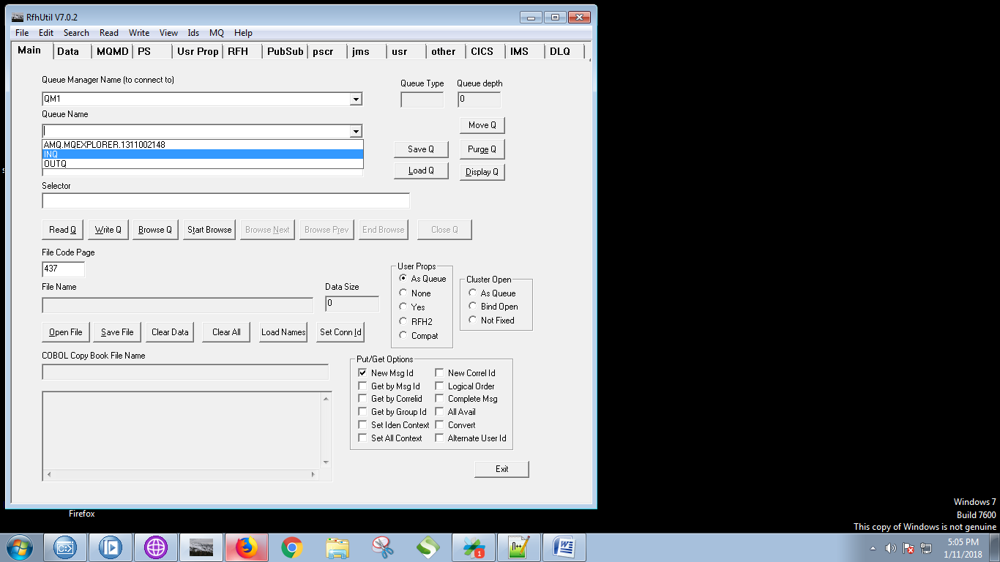 RfhUtil V7.0.2
File Edit Search Read Write View Ids MQ Help
Main Data MQMD PS Usr Prop RFH PubSub pscr jms usr other CICS IMS DLQ
Queue Manager Name (to connect to)
Queue Type Queue depth
QM1
0
Queue Name
Move Q
AMQ.MQEXPLORER.1311002148
INQ
OUTQ
Save Q Purge Q
Load Q Display Q
Selector
Read Q Write Q Browse Q Start Browse Browse Next Browse Prev End Browse Close Q
File Code Page
437
File Name
Data Size
0
User Props
As Queue
None
Yes
RFH2
Compat
Cluster Open
As Queue
Bind Open
Not Fixed
Open File Save File Clear Data Clear All Load Names Set Conn Id
COBOL Copy Book File Name
Put/Get Options
New Msg Id New Correl Id
Get by Msg Id Logical Order
Get by Correlid Complete Msg
Get by Group Id All Avail
Set Iden Context Convert
Set All Context Alternate User Id
Exit
Firefox
Windows 7
Build 7600
This copy of Windows is not genuine
C:\
N++
1
W
5:05 PM
1/11/2018